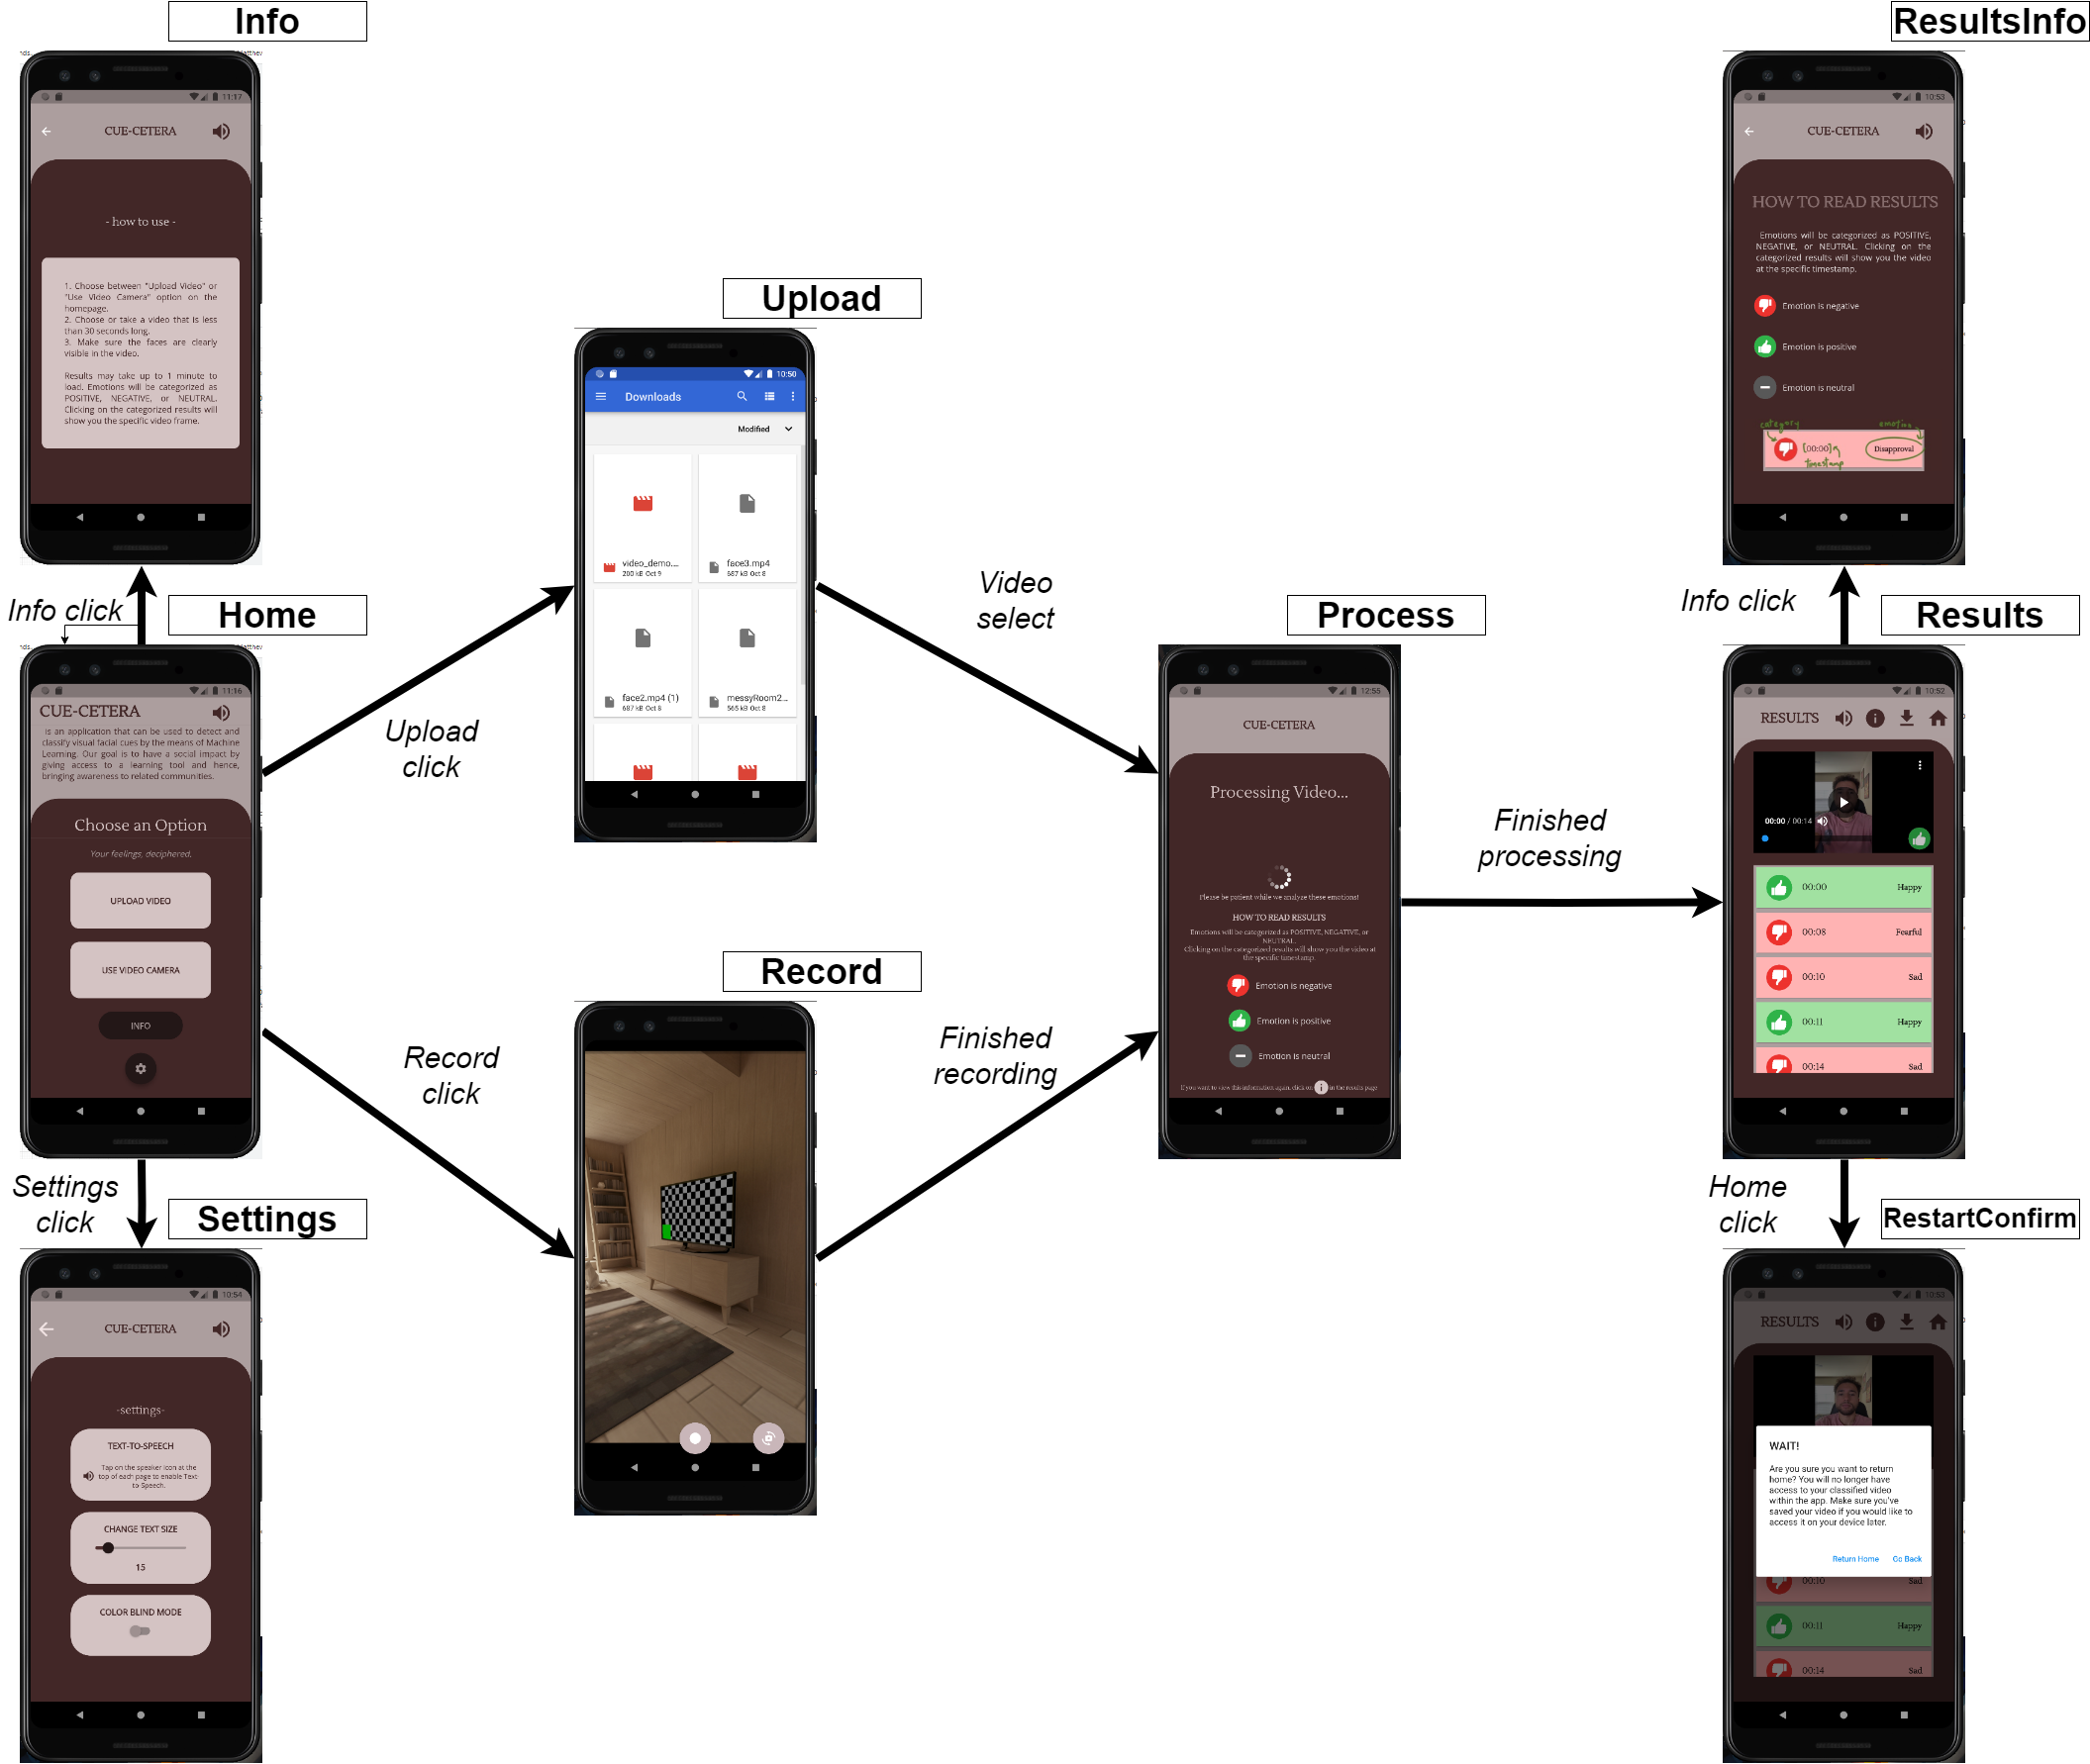 Info
11:17
CUE-CETERA
- how to use -
1. Choose between "Upload Video" or
"Use Video Camera" option on the
homepage.
2. Choose or take a video that is less
than 30 seconds long.
3. Make sure the faces are clearly
visible in the video.
Results may take up to 1 minute to
load. Emotions will be categorized as
POSITIVE, NEGATIVE, or NEUTRAL.
Clicking on the categorized results will
show you the specific video frame.
Info click
Home
11:16
CUE-CETERA
is an application that can be used to detect and
classify visual facial cues by the means of Machine
Learning. Our goal is to have a social impact by
giving access to a learning tool and hence,
bringing awareness to related communities.
Choose an Option
Your feelings, deciphered.
UPLOAD VIDEO
USE VIDEO CAMERA
INFO
Settings
click
Settings
10:54
CUE-CETERA
-settings-
TEXT-TO-SPEECH
Tap on the speaker icon at the
top of each page to enable Text-
to-Speech.
CHANGE TEXT SIZE
15
COLOR BLIND MODE
Upload
click
Upload
10:50
Downloads
Modified
video_demo....
200 kB Oct 9
face3.mp4
687 kB Oct 8
face2.mp4 (1)
687 kB Oct 8
messyRoom2...
565 kB Oct 8
Record
click
Record
Video
select
Finished
recording
Process
12:55
CUE-CETERA
Processing Video...
Please be patient while we analyze these emotions!
HOW TO READ RESULTS
Emotions will be categorized as POSITIVE, NEGATIVE, or
NEUTRAL.
Clicking on the categorized results will show you the video at
the specific timestamp.
Emotion is negative
Emotion is positive
Emotion is neutral
If you want to view this information again, click on i in the results page
Finished
processing
ResultsInfo
10:53
CUE-CETERA
HOW TO READ RESULTS
Emotions will be categorized as POSITIVE,
NEGATIVE, or NEUTRAL. Clicking on the
categorized results will show you the video
at the specific timestamp.
Emotion is negative
Emotion is positive
Emotion is neutral
category emotion
[00:00] Disapproval
timestamp
Info click
Results
10:52
RESULTS
00:00 / 00:14
00:00 Happy
00:08 Fearful
00:10 Sad
00:11 Happy
00:14 Sad
Home
click
RestartConfirm
10:53
RESULTS
WAIT!
Are you sure you want to return
home? You will no longer have
access to your classified video
within the app. Make sure you've
saved your video if you would like to
access it on your device later.
Return Home Go Back
00:10 Sad
00:11 Happy
00:14 Sad